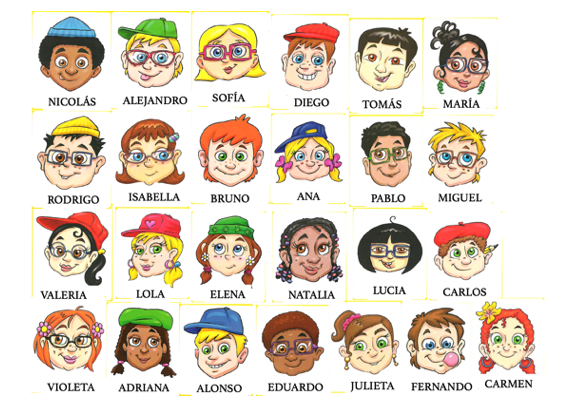 NICOLÁS ALEJANDRO SOFÍA DIEGO TOMÁS MARÍA
RODRIGO ISABELLA BRUNO ANA PABLO MIGUEL
VALERIA LOLA ELENA NATALIA LUCIA CARLOS
VIOLETA ADRIANA ALONSO EDUARDO JULIETA FERNANDO CARMEN